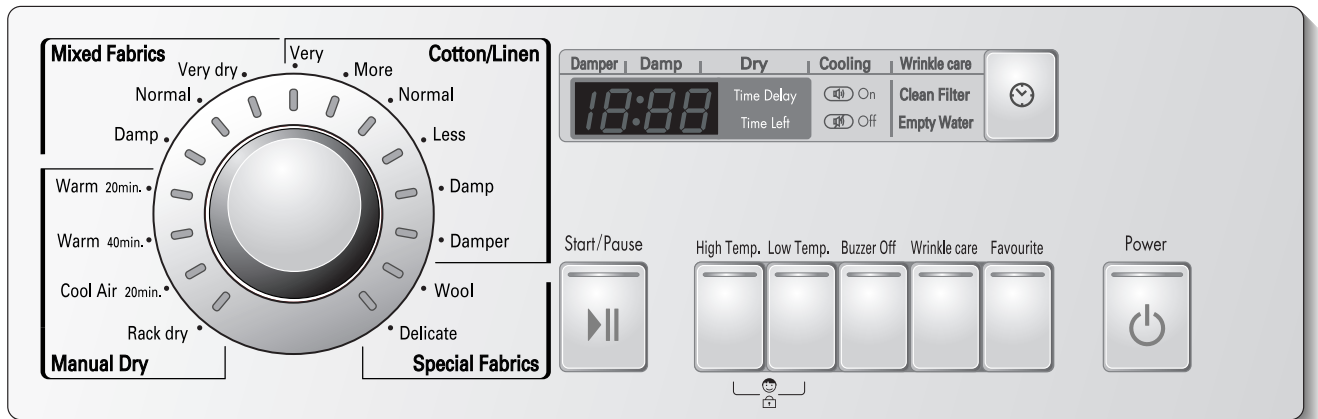 Mixed Fabrics
Very dry
Normal
Damp
Warm 20min.
Warm 40min.
Cool Air 20min.
Rack dry
Manual Dry
Very
Cotton/Linen
More
Normal
Less
Damp
Damper
Wool
Delicate
Special Fabrics
Damper Damp Dry Cooling Wrinkle care
18:88
Time Delay
Time Left
On
Off
Clean Filter
Empty Water
Start/Pause
High Temp. Low Temp. Buzzer Off Wrinkle care Favourite
Power